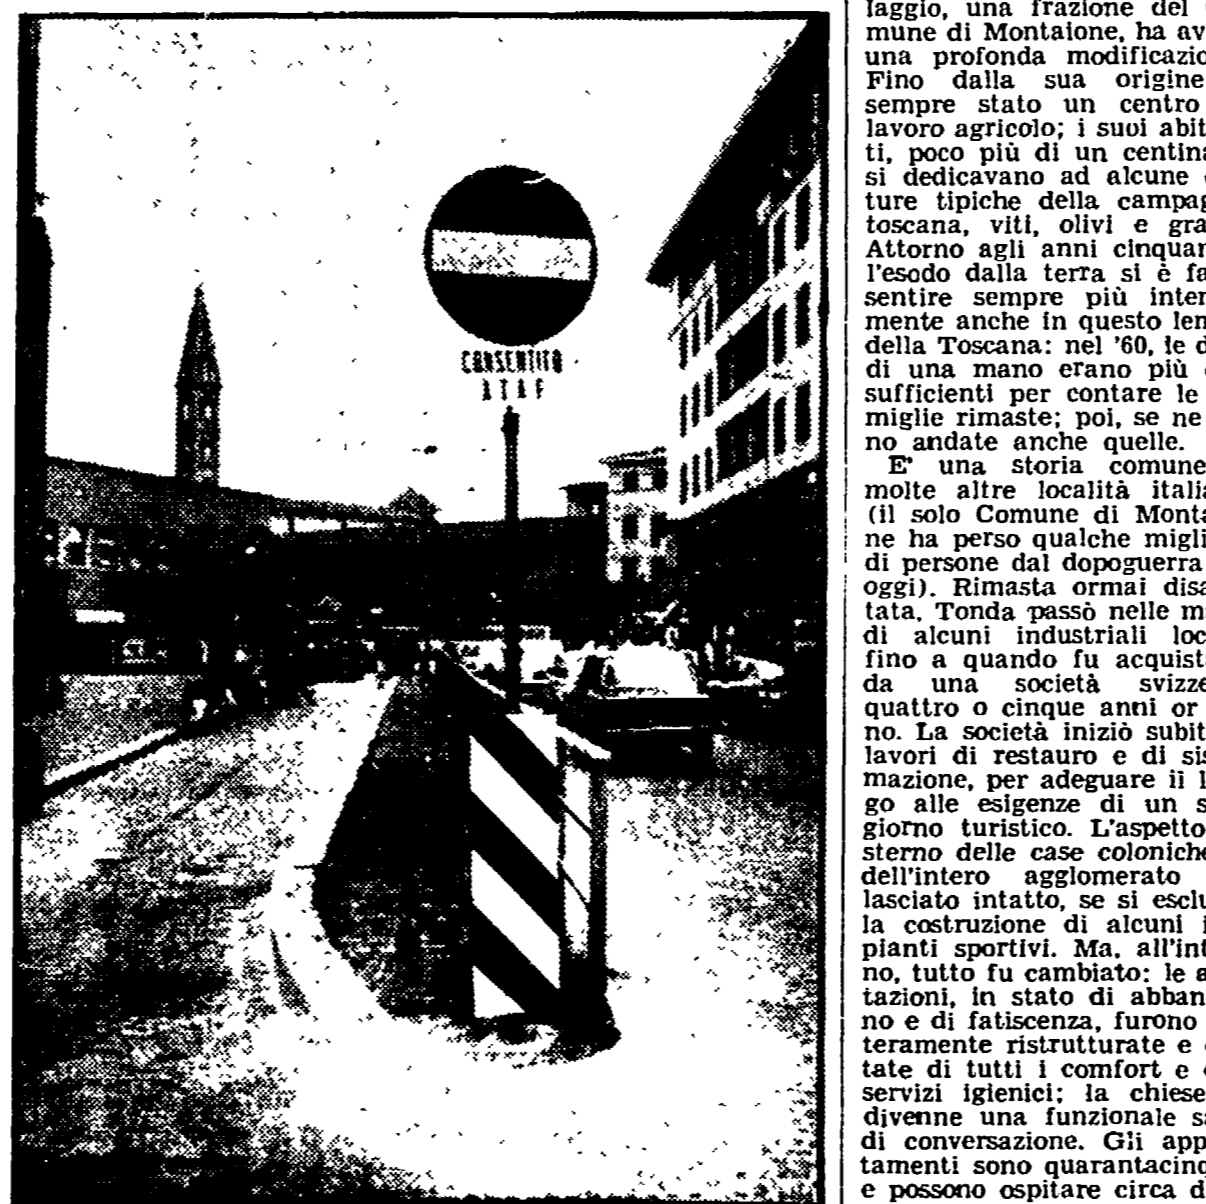 CONSENTITO
ATAF
laggio, una frazione del
mune di Montaione, ha av
una profonda modificazio
Fino dalla sua origine
sempre stato un centro
lavoro agricolo; i suoi abit
ti, poco più di un centina
si dedicavano ad alcune
ture tipiche della campag
toscana, viti, olivi e gra
Attorno agli anni cinquan
l'esodo dalla terra si è fa
sentire sempre più inten
mente anche in questo lem
della Toscana: nel '60, le d
di una mano erano più
sufficienti per contare le
miglie rimaste; poi, se ne
no andate anche quelle.
E' una storia comune
molte altre località italia
(il solo Comune di Monta
ne ha perso qualche migli
di persone dal dopoguerra
oggi). Rimasta ormai disa
tata, Tonda passò nelle m
di alcuni industriali loc
fino a quando fu acquista
da una società svizze
quattro o cinque anni or
no. La società iniziò subit
lavori di restauro e di sis
mazione, per adeguare il l
go alle esigenze di un s
giorno turistico. L'aspetto
sterno delle case coloniche
dell'intero agglomerato
lasciato intatto, se si esclu
la costruzione di alcuni i
pianti sportivi. Ma, all'int
no, tutto fu cambiato: le a
tazioni, in stato di abban
no e di fatiscenza, furono
teramente ristrutturate e
tate di tutti i comfort e
servizi igienici; la chiese
divenne una funzionale sa
di conversazione. Gli app
tamenti sono quarantacinq
e possono ospitare circa d